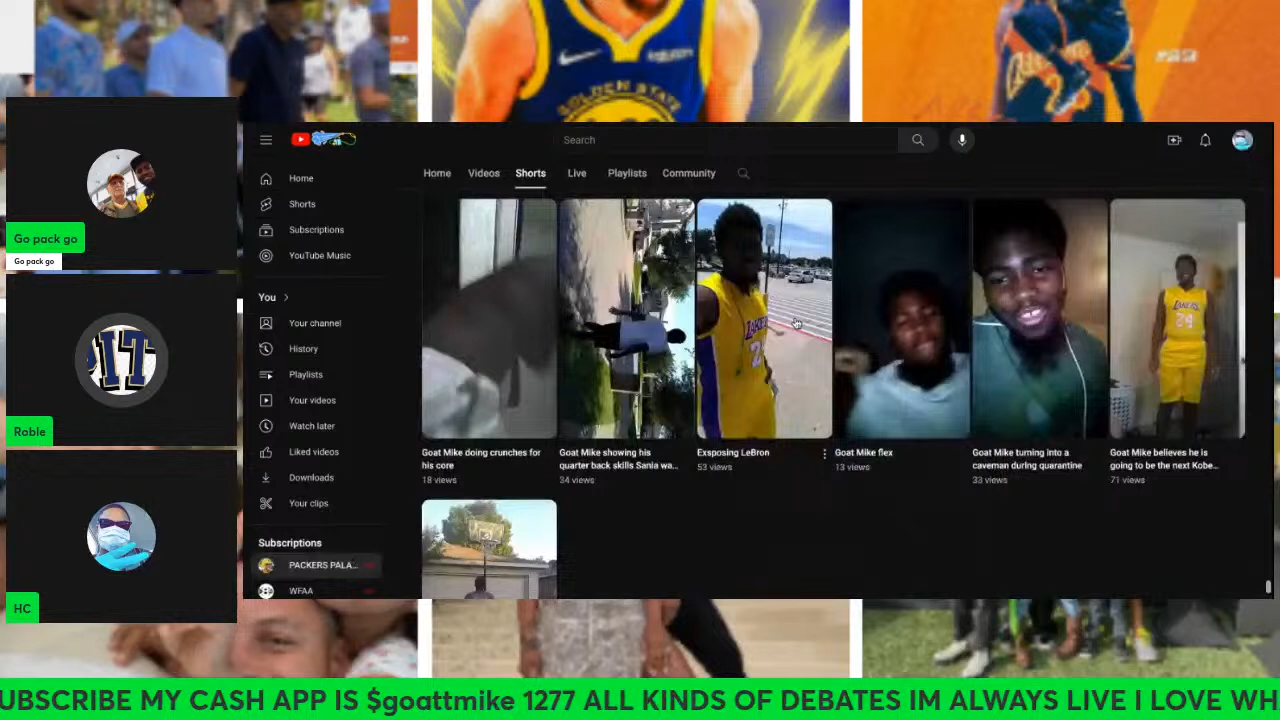 GOLDEN STATE
Search
Home
Videos
Shorts
Live
Playlists
Community
Go pack go
Go pack go
Roble
HC
Home
Shorts
Subscriptions
YouTube Music
You
Your channel
History
Playlists
Your videos
Watch later
Liked videos
Downloads
Your clips
Subscriptions
PACKERS PALA...
WFAA
LAKERS
24
Goat Mike doing crunches for
his core
18 views
Goat Mike showing his
quarter back skills Sania wa...
34 views
Exsposing LeBron
53 views
Goat Mike flex
13 views
Goat Mike turning into a
caveman during quarantine
33 views
Goat Mike believes he is
going to be the next Kobe...
71 views
UBSCRIBE MY CASH APP IS $goattmike 1277 ALL KINDS OF DEBATES IM ALWAYS LIVE I LOVE WH